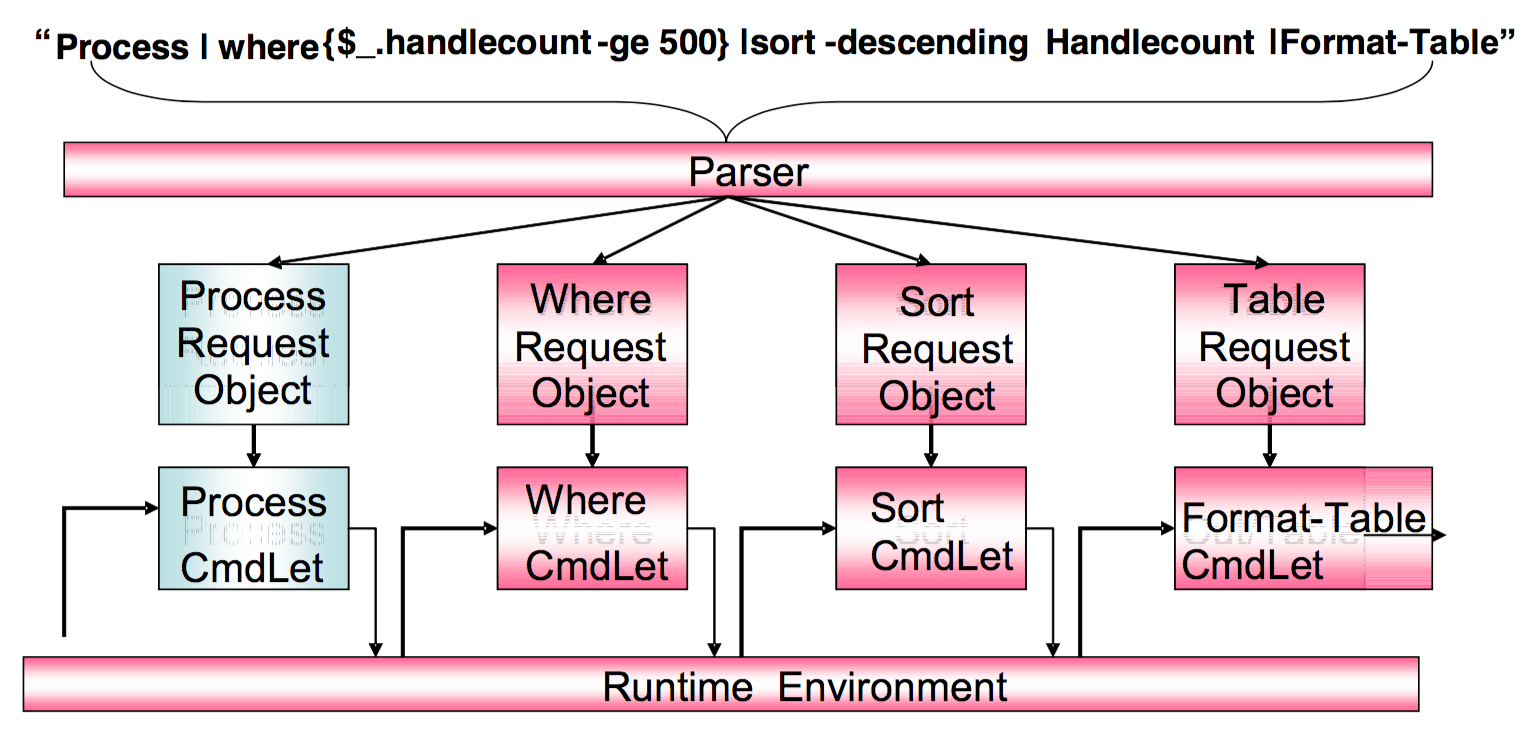 “Process | where{$_.handlecount-ge 500} |sort -descending Handlecount |Format-Table”
Parser
Process
Request
Object
Where
Request
Object
Sort
Request
Object
Table
Request
Object
Process
CmdLet
Where
CmdLet
Sort
CmdLet
Format-Table
CmdLet
Runtime Environment